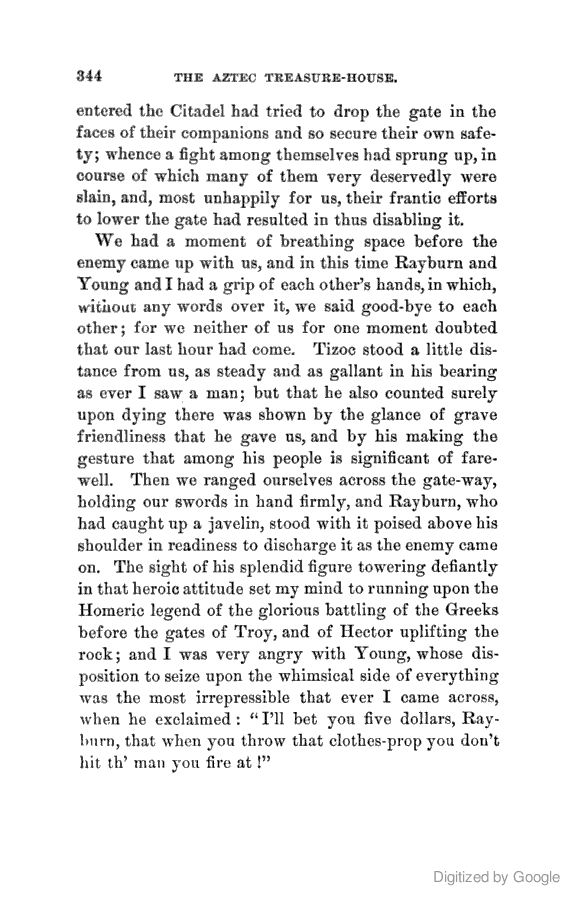 344 THE AZTEC TREASURE-HOUSE.
entered the Citadel had tried to drop the gate in the
faces of their companions and so secure their own safe-
ty; whence a fight among themselves had sprung up, in
course of which many of them very deservedly were
slain, and, most unhappily for us, their frantic efforts
to lower the gate had resulted in thus disabling it.
We had a moment of breathing space before the
enemy came up with us, and in this time Rayburn and
Young and I had a grip of each other's hands, in which,
without any words over it, we said good-bye to each
other; for we neither of us for one moment doubted
that our last hour had come. Tizoc stood a little dis-
tance from us, as steady and as gallant in his bearing
as ever I saw a man; but that he also counted surely
upon dying there was shown by the glance of grave
friendliness that he gave us, and by his making the
gesture that among his people is significant of fare-
well. Then we ranged ourselves across the gate-way,
holding our swords in hand firmly, and Rayburn, who
had caught up a javelin, stood with it poised above his
shoulder in readiness to discharge it as the enemy came
on. The sight of his splendid figure towering defiantly
in that heroic attitude set my mind to running upon the
Homeric legend of the glorious battling of the Greeks
before the gates of Troy, and of Hector uplifting the
rock; and I was very angry with Young, whose dis-
position to seize upon the whimsical side of everything
was the most irrepressible that ever I came across,
when he exclaimed: "I'll bet you five dollars, Ray-
burn, that when you throw that clothes-prop you don't
hit th' man you fire at!"
Digitized by Google